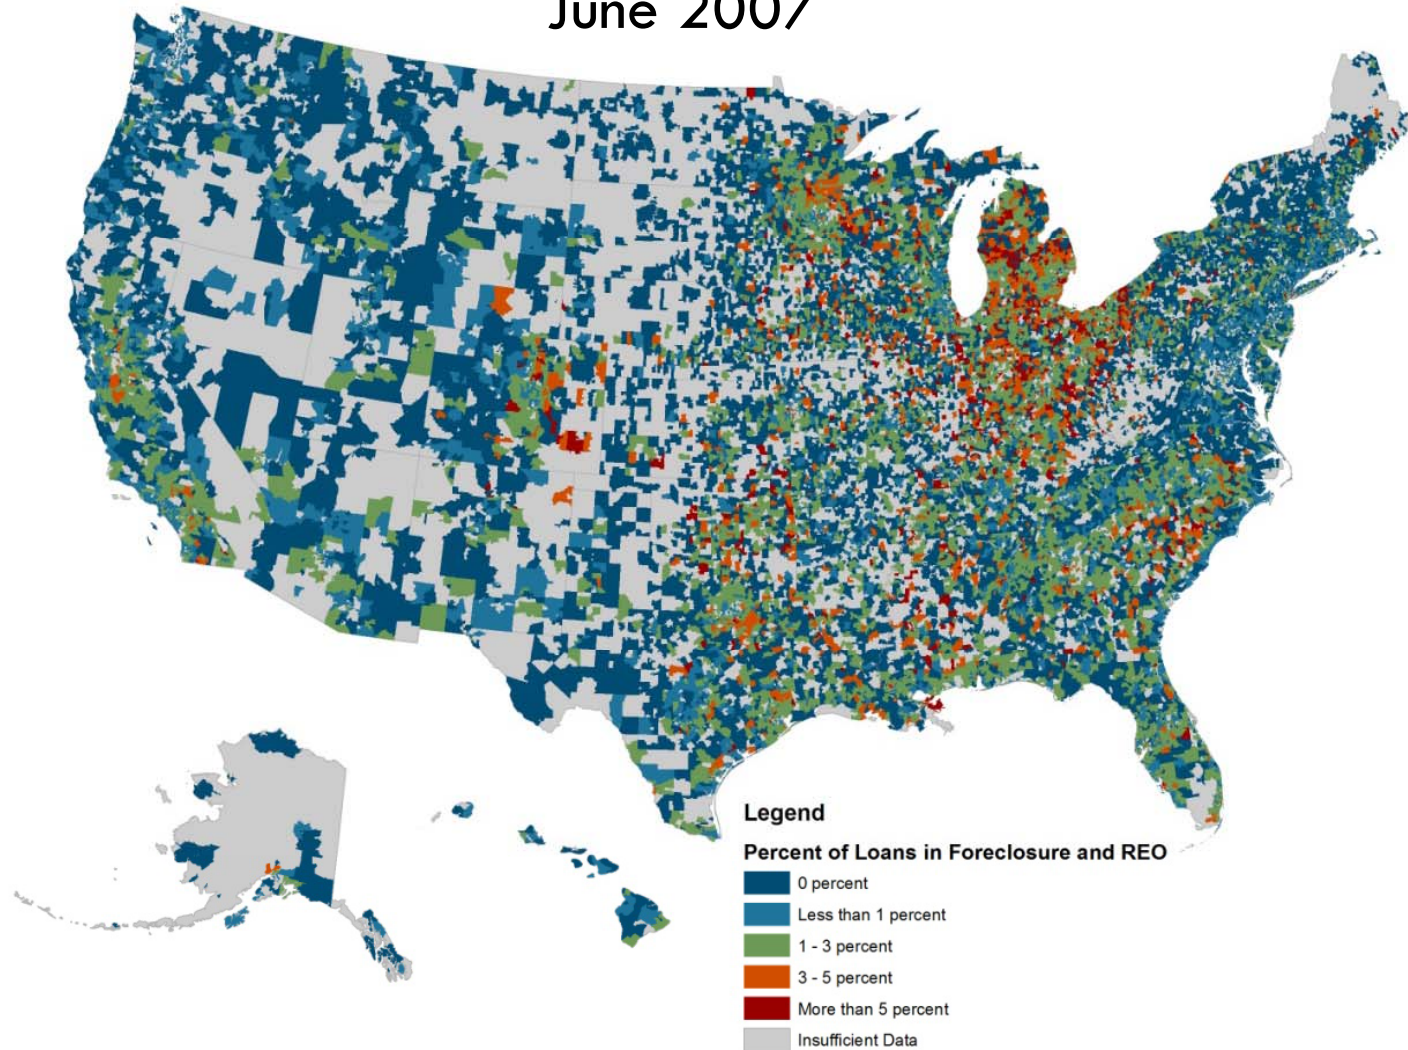 June 2007
Legend
Percent of Loans in Foreclosure and REO
0 percent
Less than 1 percent
1 - 3 percent
3 - 5 percent
More than 5 percent
Insufficient Data